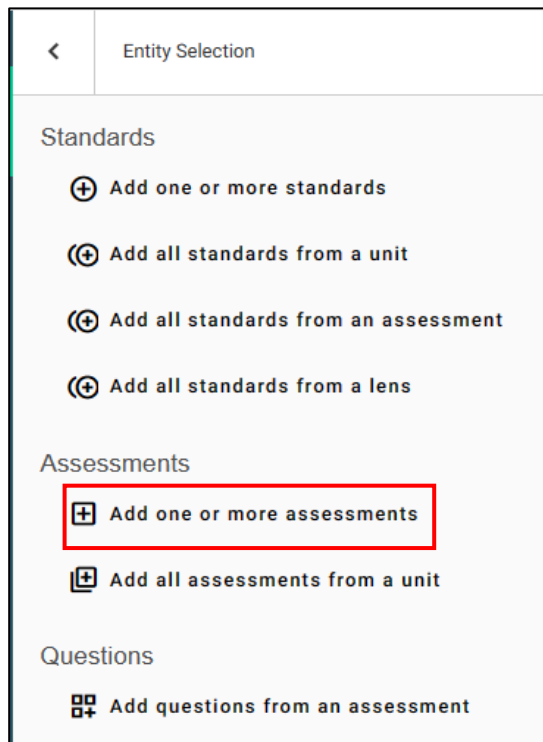 Entity Selection
Standards
Add one or more standards
Add all standards from a unit
Add all standards from an assessment
Add all standards from a lens
Assessments
Add one or more assessments
Add all assessments from a unit
Questions
Add questions from an assessment